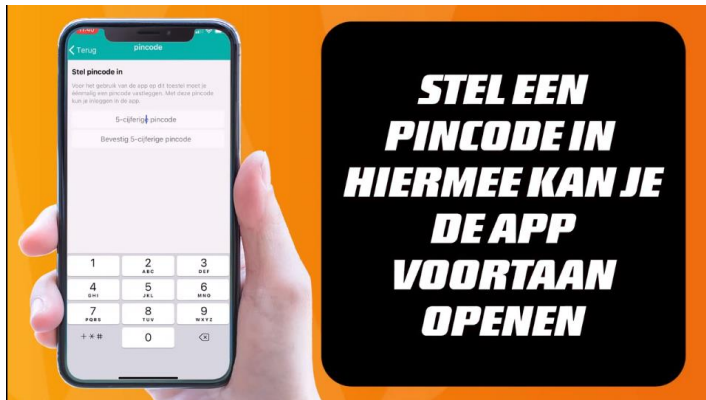 11:40
Terug
pincode
Stel pincode in
Voor het gebruik van de app op dit toestel moet je
eenmalig een pincode vastleggen. Met deze pincode
kun je inloggen in de app.
5-cijferige pincode
Bevestig 5-cijferige pincode
1
2
3
ABC
DEF
4
5
6
GHI
JKL
MNO
7
8
9
PQRS
TUV
WXYZ
+ * #
0
STEL EEN
PINCODE IN
HIERMEE KAN JE
DE APP
VOORTAAN
OPENEN